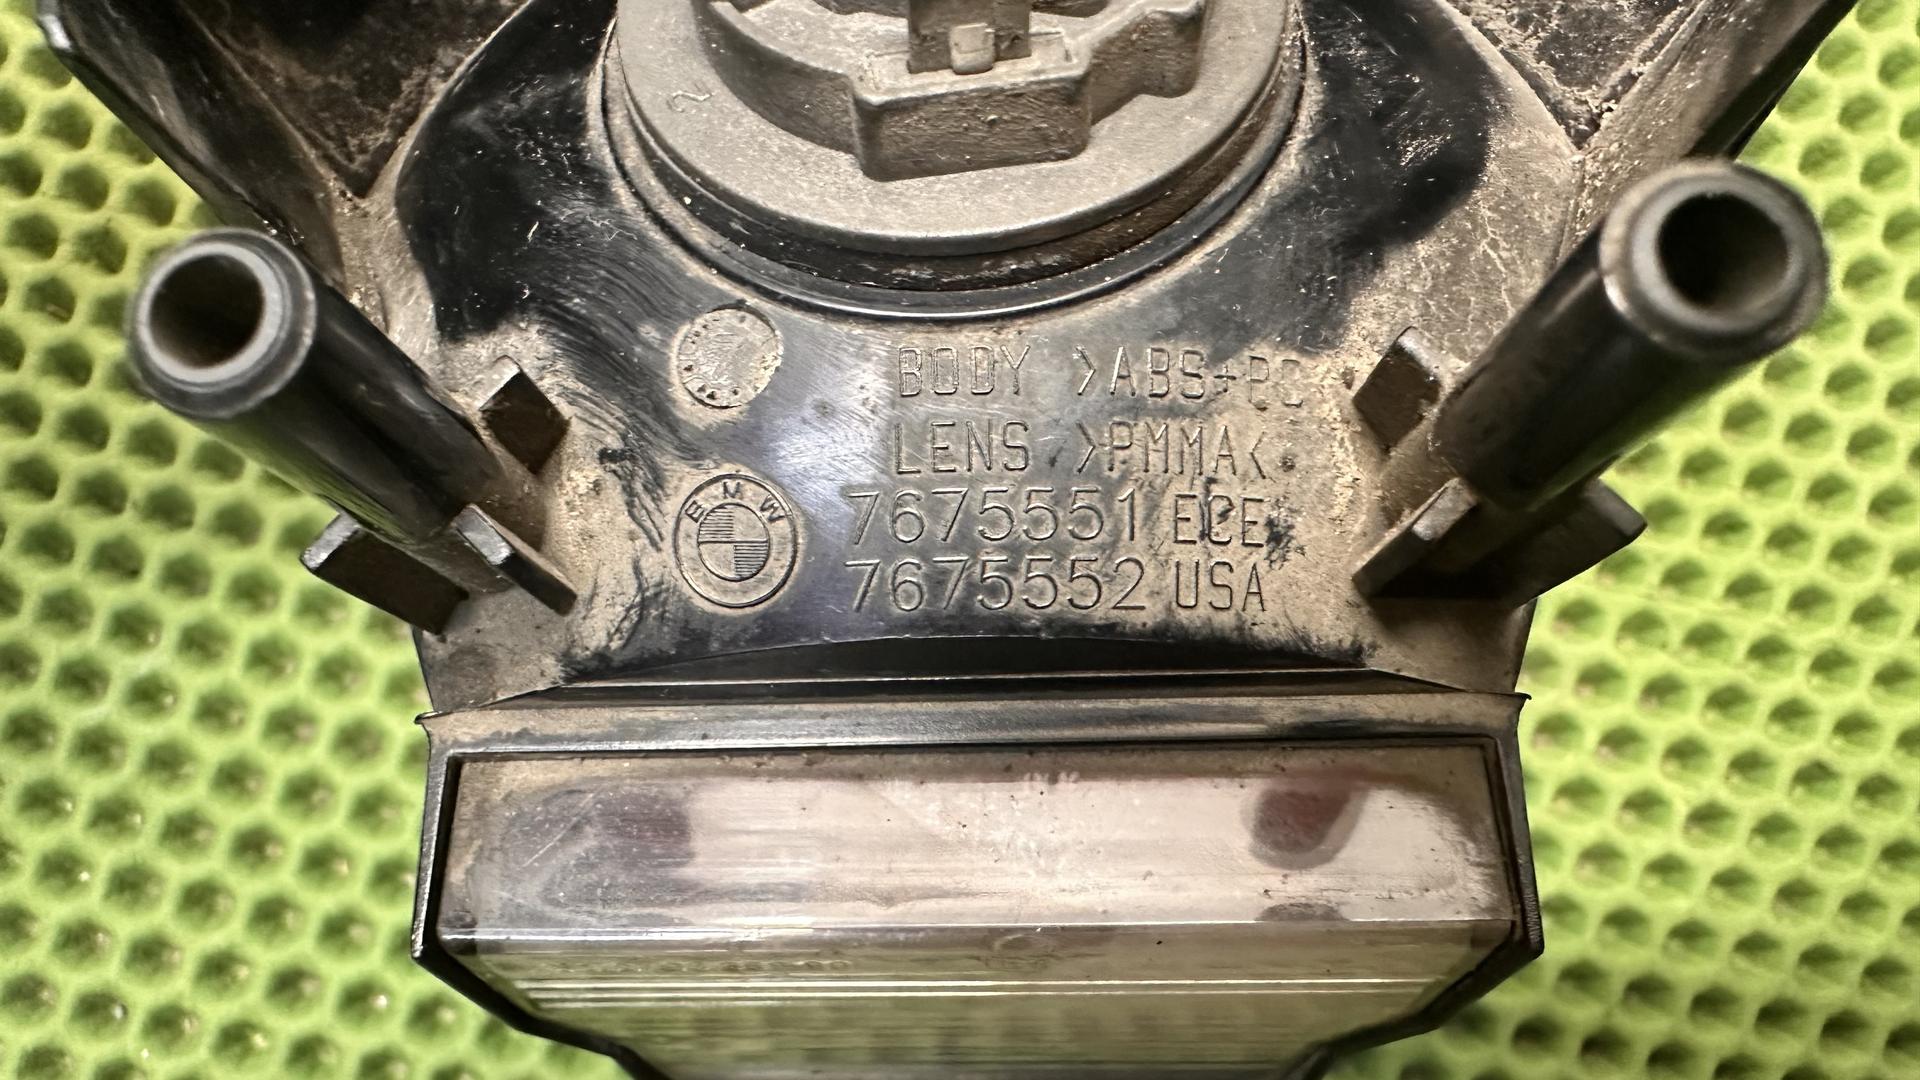 BODY >ABS+PC
LENS >PMMA<
BMW
7675551 ECE
7675552 USA